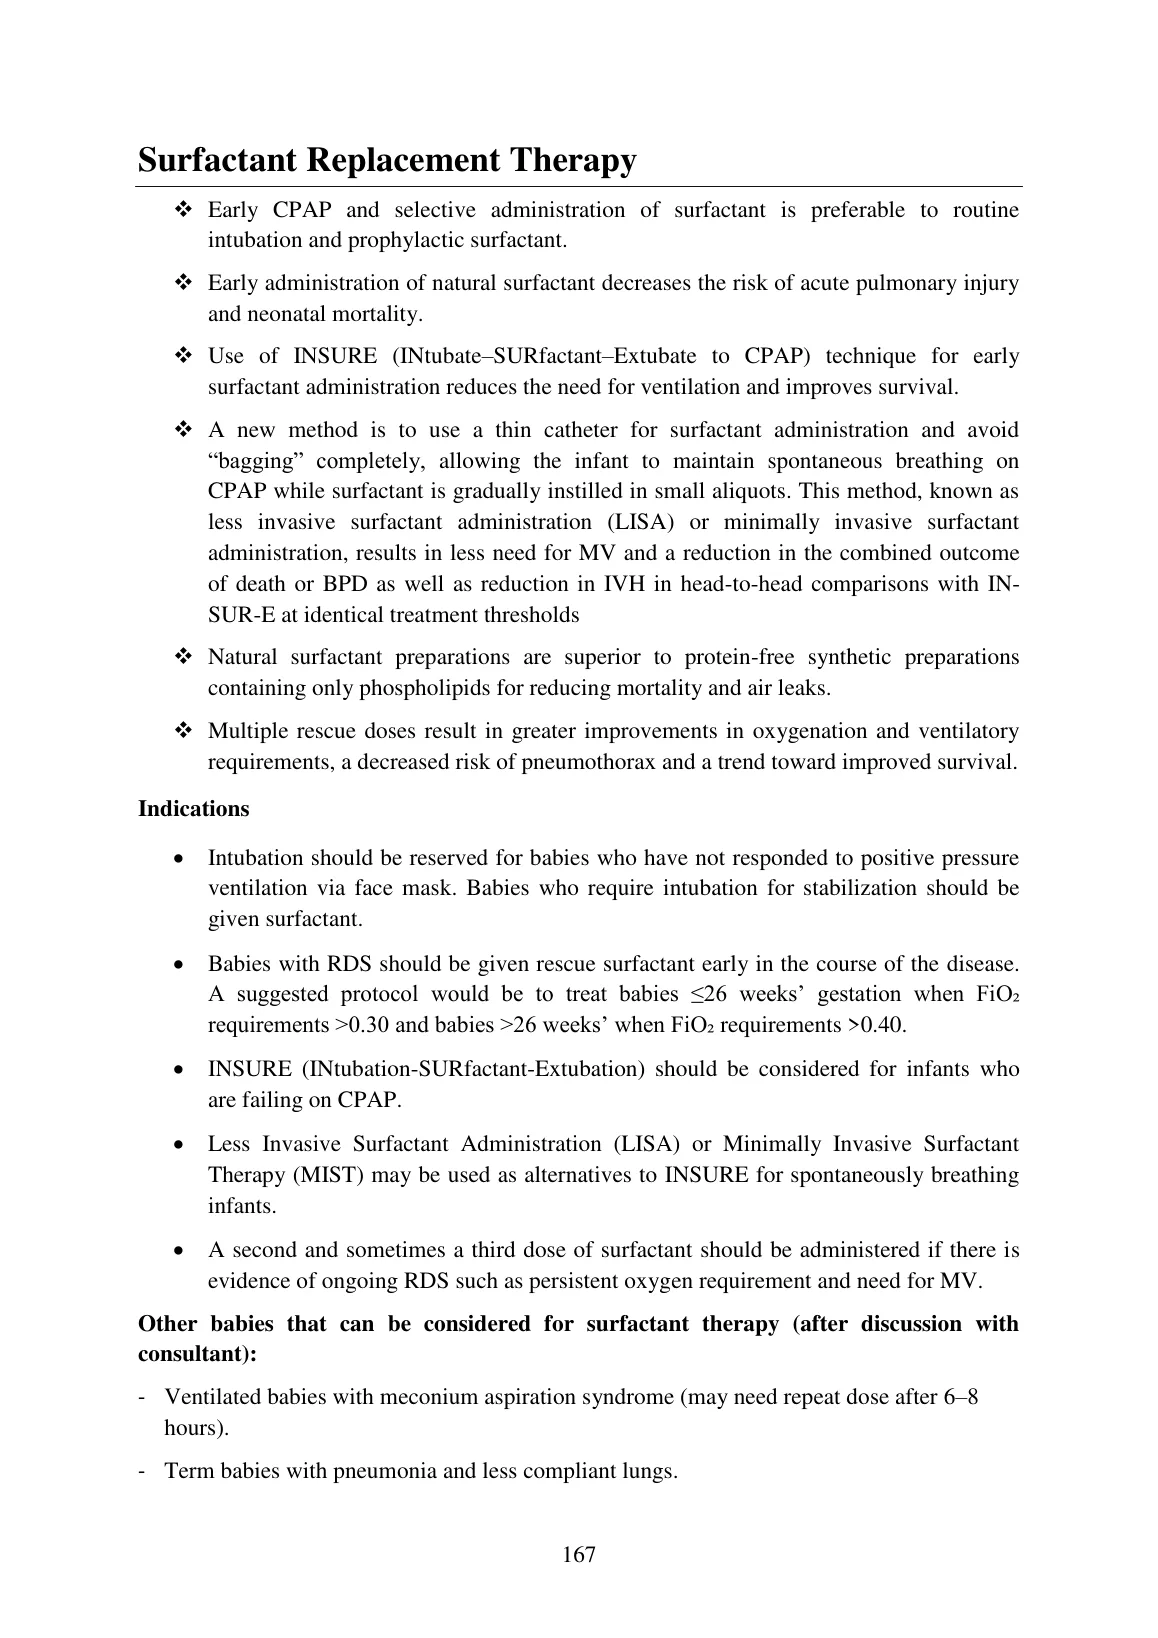 Surfactant Replacement Therapy
❖ Early CPAP and selective administration of surfactant is preferable to routine
intubation and prophylactic surfactant.
❖ Early administration of natural surfactant decreases the risk of acute pulmonary injury
and neonatal mortality.
❖ Use of INSURE (INtubate–SURfactant–Extubate to CPAP) technique for early
surfactant administration reduces the need for ventilation and improves survival.
❖ A new method is to use a thin catheter for surfactant administration and avoid
“bagging” completely, allowing the infant to maintain spontaneous breathing on
CPAP while surfactant is gradually instilled in small aliquots. This method, known as
less invasive surfactant administration (LISA) or minimally invasive surfactant
administration, results in less need for MV and a reduction in the combined outcome
of death or BPD as well as reduction in IVH in head-to-head comparisons with IN-
SUR-E at identical treatment thresholds
❖ Natural surfactant preparations are superior to protein-free synthetic preparations
containing only phospholipids for reducing mortality and air leaks.
❖ Multiple rescue doses result in greater improvements in oxygenation and ventilatory
requirements, a decreased risk of pneumothorax and a trend toward improved survival.
Indications
• Intubation should be reserved for babies who have not responded to positive pressure
ventilation via face mask. Babies who require intubation for stabilization should be
given surfactant.
• Babies with RDS should be given rescue surfactant early in the course of the disease.
A suggested protocol would be to treat babies ≤26 weeks’ gestation when FiO₂
requirements >0.30 and babies >26 weeks’ when FiO₂ requirements >0.40.
• INSURE (INtubation-SURfactant-Extubation) should be considered for infants who
are failing on CPAP.
• Less Invasive Surfactant Administration (LISA) or Minimally Invasive Surfactant
Therapy (MIST) may be used as alternatives to INSURE for spontaneously breathing
infants.
• A second and sometimes a third dose of surfactant should be administered if there is
evidence of ongoing RDS such as persistent oxygen requirement and need for MV.
Other babies that can be considered for surfactant therapy (after discussion with
consultant):
- Ventilated babies with meconium aspiration syndrome (may need repeat dose after 6–8
hours).
- Term babies with pneumonia and less compliant lungs.
167